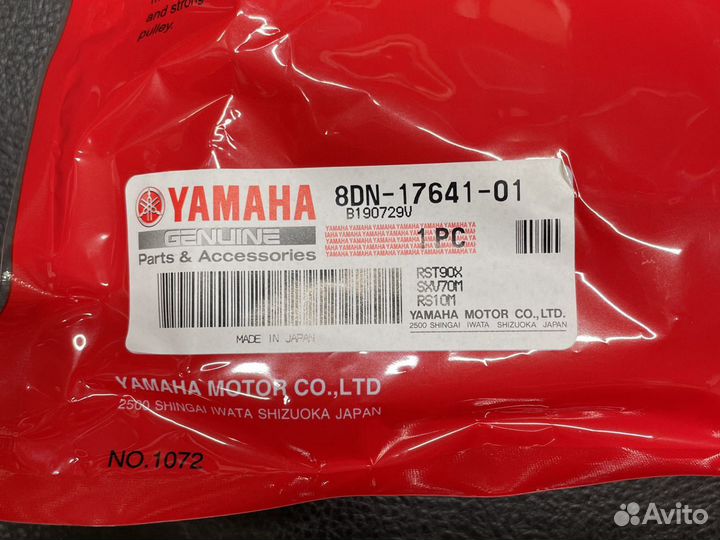 and strong
pulley.
YAMAHA
GENUINE
Parts & Accessories
8DN-17641-01
B190729V
1 PC
RST90X
SXV70M
RS10M
YAMAHA MOTOR CO.,LTD.
2500 SHINGAI IWATA SHIZUOKA JAPAN
MADE IN JAPAN
YAMAHA MOTOR CO.,LTD
2500 SHINGAI IWATA SHIZUOKA JAPAN
NO.1072
Avito